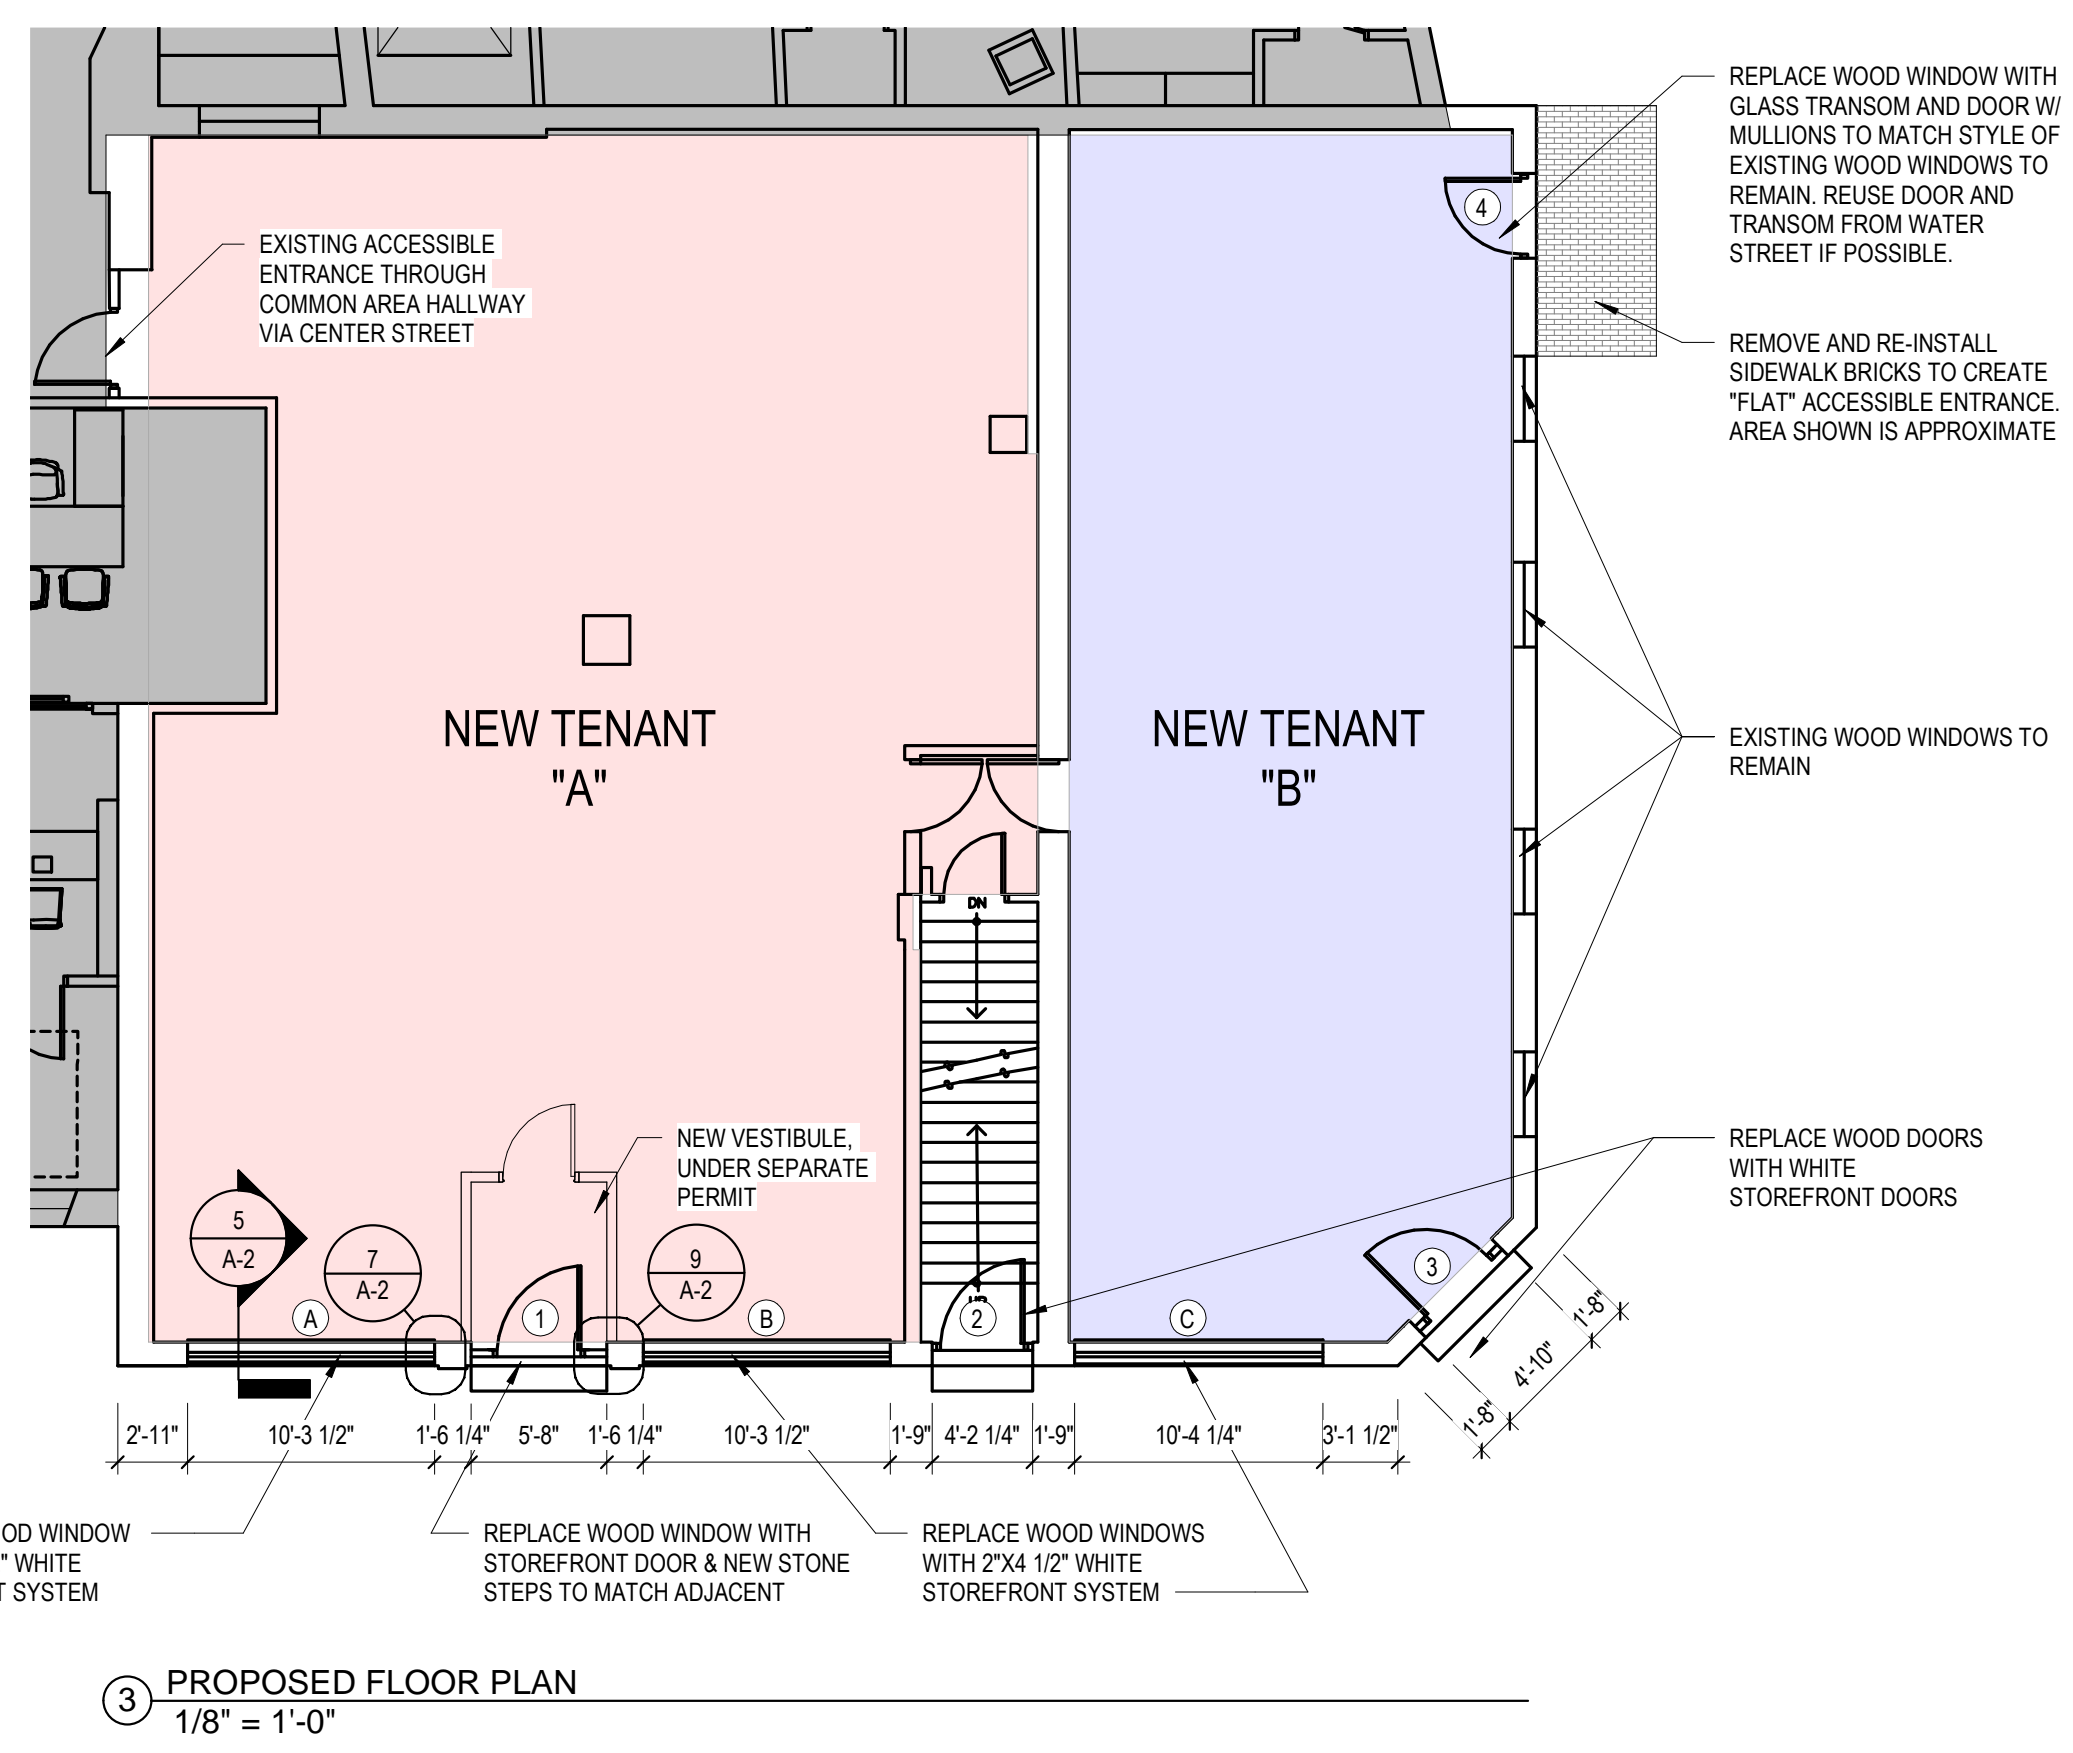 REPLACE WOOD WINDOW WITH
GLASS TRANSOM AND DOOR W/
MULLIONS TO MATCH STYLE OF
EXISTING WOOD WINDOWS TO
REMAIN. REUSE DOOR AND
TRANSOM FROM WATER
STREET IF POSSIBLE.
4
EXISTING ACCESSIBLE
ENTRANCE THROUGH
COMMON AREA HALLWAY
VIA CENTER STREET
REMOVE AND RE-INSTALL
SIDEWALK BRICKS TO CREATE
"FLAT" ACCESSIBLE ENTRANCE.
AREA SHOWN IS APPROXIMATE
NEW TENANT
"A"
NEW TENANT
"B"
EXISTING WOOD WINDOWS TO
REMAIN
DN
NEW VESTIBULE,
UNDER SEPARATE
PERMIT
REPLACE WOOD DOORS
WITH WHITE
STOREFRONT DOORS
5
A-2
7
A-2
9
A-2
3
A
1
B
2
C
1'-8"
4'-10"
1'-8"
2'-11"
10'-3 1/2"
1'-6 1/4"
5'-8"
1'-6 1/4"
10'-3 1/2"
1'-9"
4'-2 1/4"
1'-9"
10'-4 1/4"
3'-1 1/2"
OD WINDOW
" WHITE
T SYSTEM
REPLACE WOOD WINDOW WITH
STOREFRONT DOOR & NEW STONE
STEPS TO MATCH ADJACENT
REPLACE WOOD WINDOWS
WITH 2"X4 1/2" WHITE
STOREFRONT SYSTEM
3 PROPOSED FLOOR PLAN
1/8" = 1'-0"